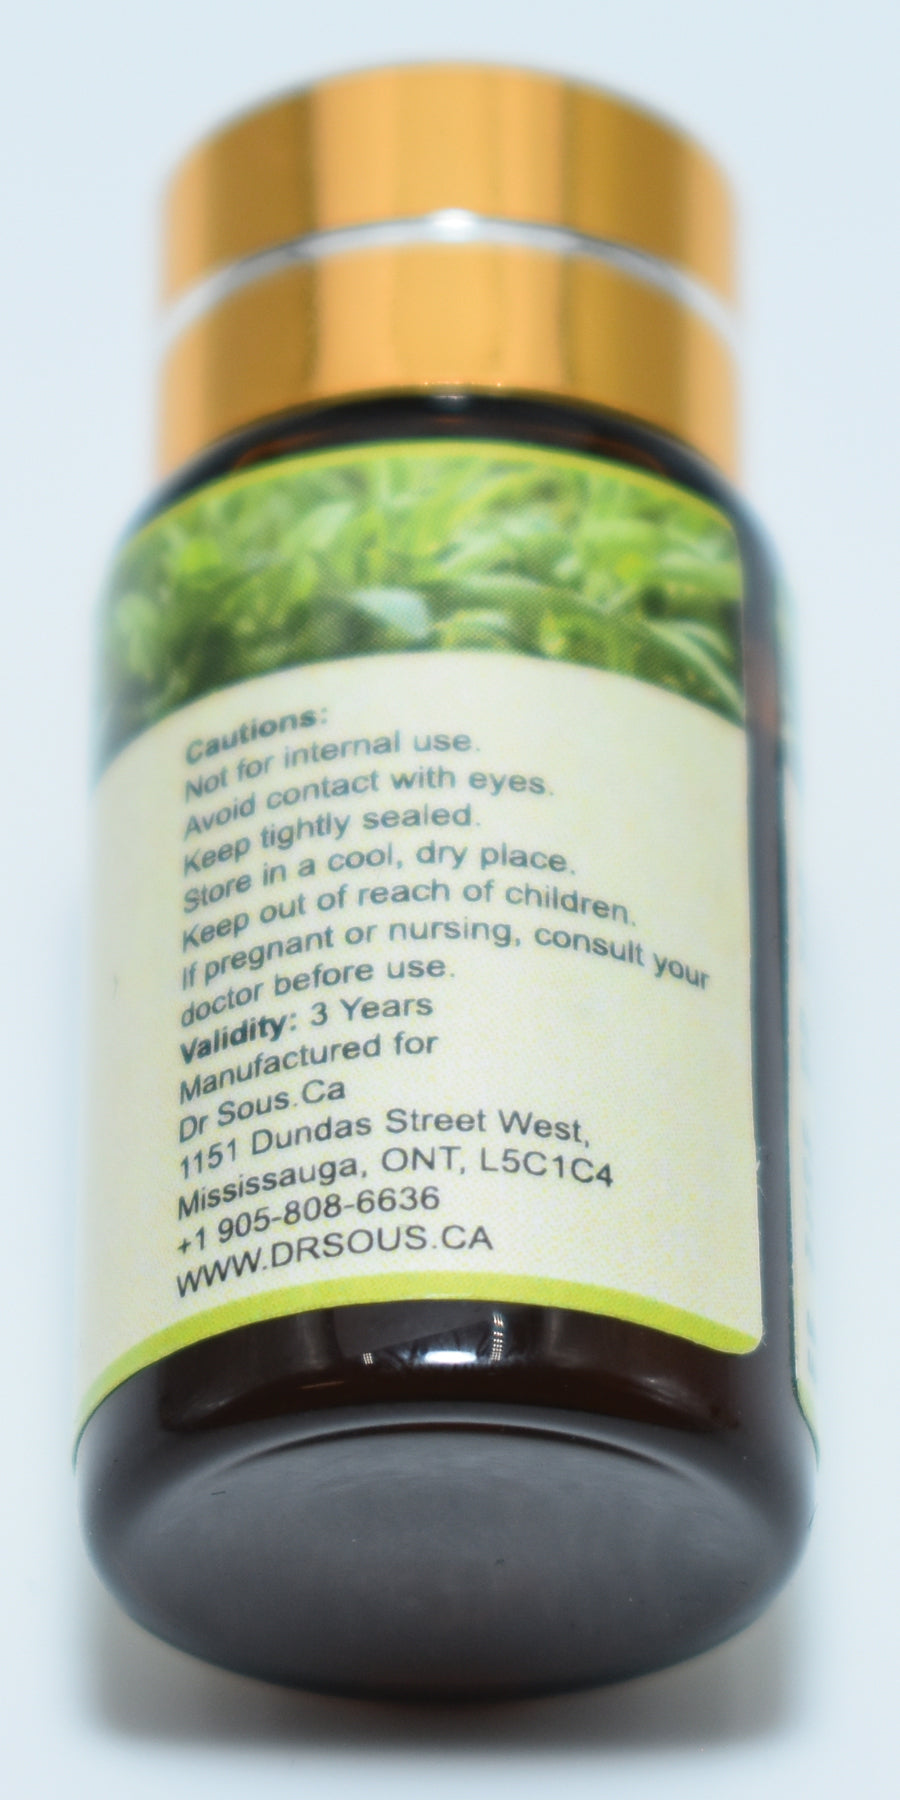 Cautions:
Not for internal use.
Avoid contact with eyes.
Keep tightly sealed.
Store in a cool, dry place.
Keep out of reach of children.
If pregnant or nursing, consult your
doctor before use.
Validity: 3 Years
Manufactured for
Dr Sous.Ca
1151 Dundas Street West,
Mississauga, ONT, L5C1C4
+1 905-808-6636
WWW.DRSOUS.CA